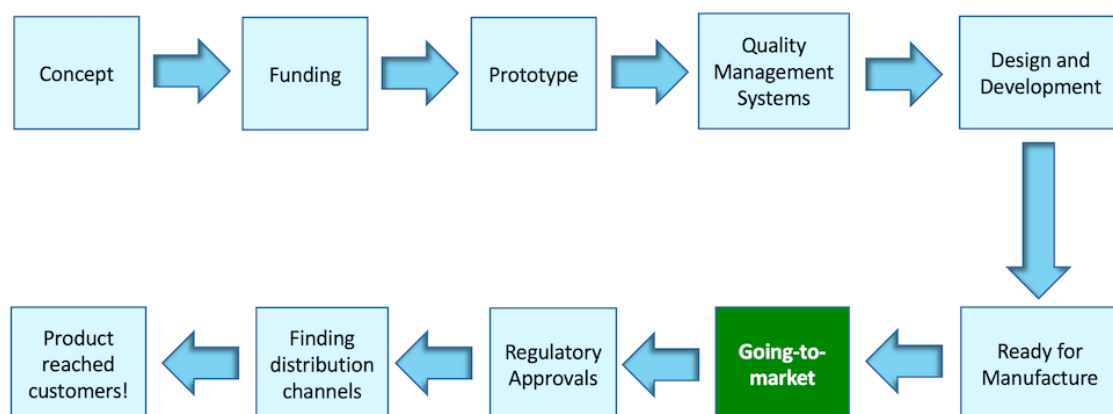 Concept
Funding
Prototype
Quality
Management
Systems
Design and
Development
Product
reached
customers!
Finding
distribution
channels
Regulatory
Approvals
Going-to-
market
Ready for
Manufacture